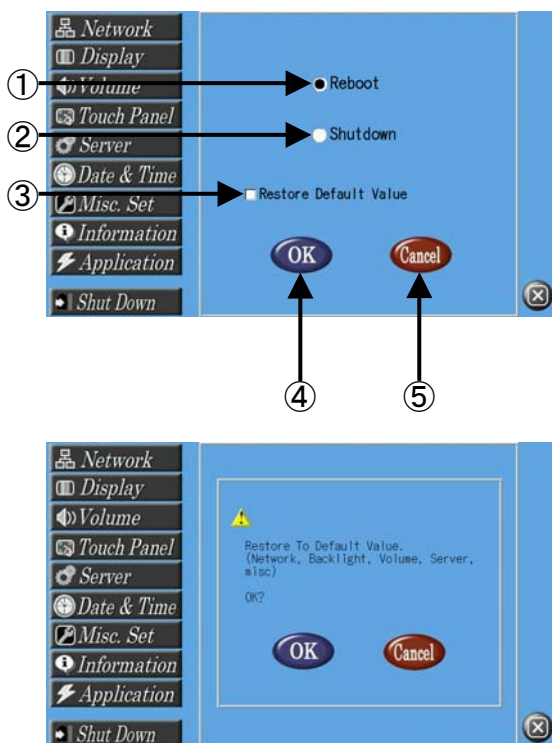 Network
Display
① Volume
Reboot
Touch Panel
② Server
Shutdown
Date & Time
③ Misc. Set
Restore Default Value
Information
Application
OK
Cancel
Shut Down
④
⑤
Network
Display
Volume
Touch Panel
Server
Date & Time
Misc. Set
Information
Application
Shut Down
Restore To Default Value.
(Network, Backlight, Volume, Server,
misc)
OK?
OK
Cancel